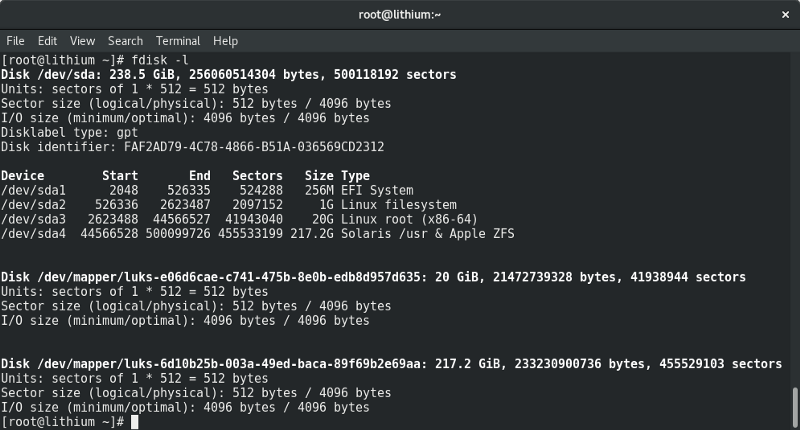 root@lithium:~
File Edit View Search Terminal Help
[root@lithium ~]# fdisk -l
Disk /dev/sda: 238.5 GiB, 256060514304 bytes, 500118192 sectors
Units: sectors of 1 * 512 = 512 bytes
Sector size (logical/physical): 512 bytes / 4096 bytes
I/O size (minimum/optimal): 4096 bytes / 4096 bytes
Disklabel type: gpt
Disk identifier: FAF2AD79-4C78-4866-B51A-036569CD2312
Device Start End Sectors Size Type
/dev/sda1 2048 526335 524288 256M EFI System
/dev/sda2 526336 2623487 2097152 1G Linux filesystem
/dev/sda3 2623488 44566527 41943040 20G Linux root (x86-64)
/dev/sda4 44566528 500099726 455533199 217.2G Solaris /usr & Apple ZFS
Disk /dev/mapper/luks-e06d6cae-c741-475b-8e0b-edb8d957d635: 20 GiB, 21472739328 bytes, 41938944 sectors
Units: sectors of 1 * 512 = 512 bytes
Sector size (logical/physical): 512 bytes / 4096 bytes
I/O size (minimum/optimal): 4096 bytes / 4096 bytes
Disk /dev/mapper/luks-6d10b25b-003a-49ed-baca-89f69b2e69aa: 217.2 GiB, 233230900736 bytes, 455529103 sectors
Units: sectors of 1 * 512 = 512 bytes
Sector size (logical/physical): 512 bytes / 4096 bytes
I/O size (minimum/optimal): 4096 bytes / 4096 bytes
[root@lithium ~]#